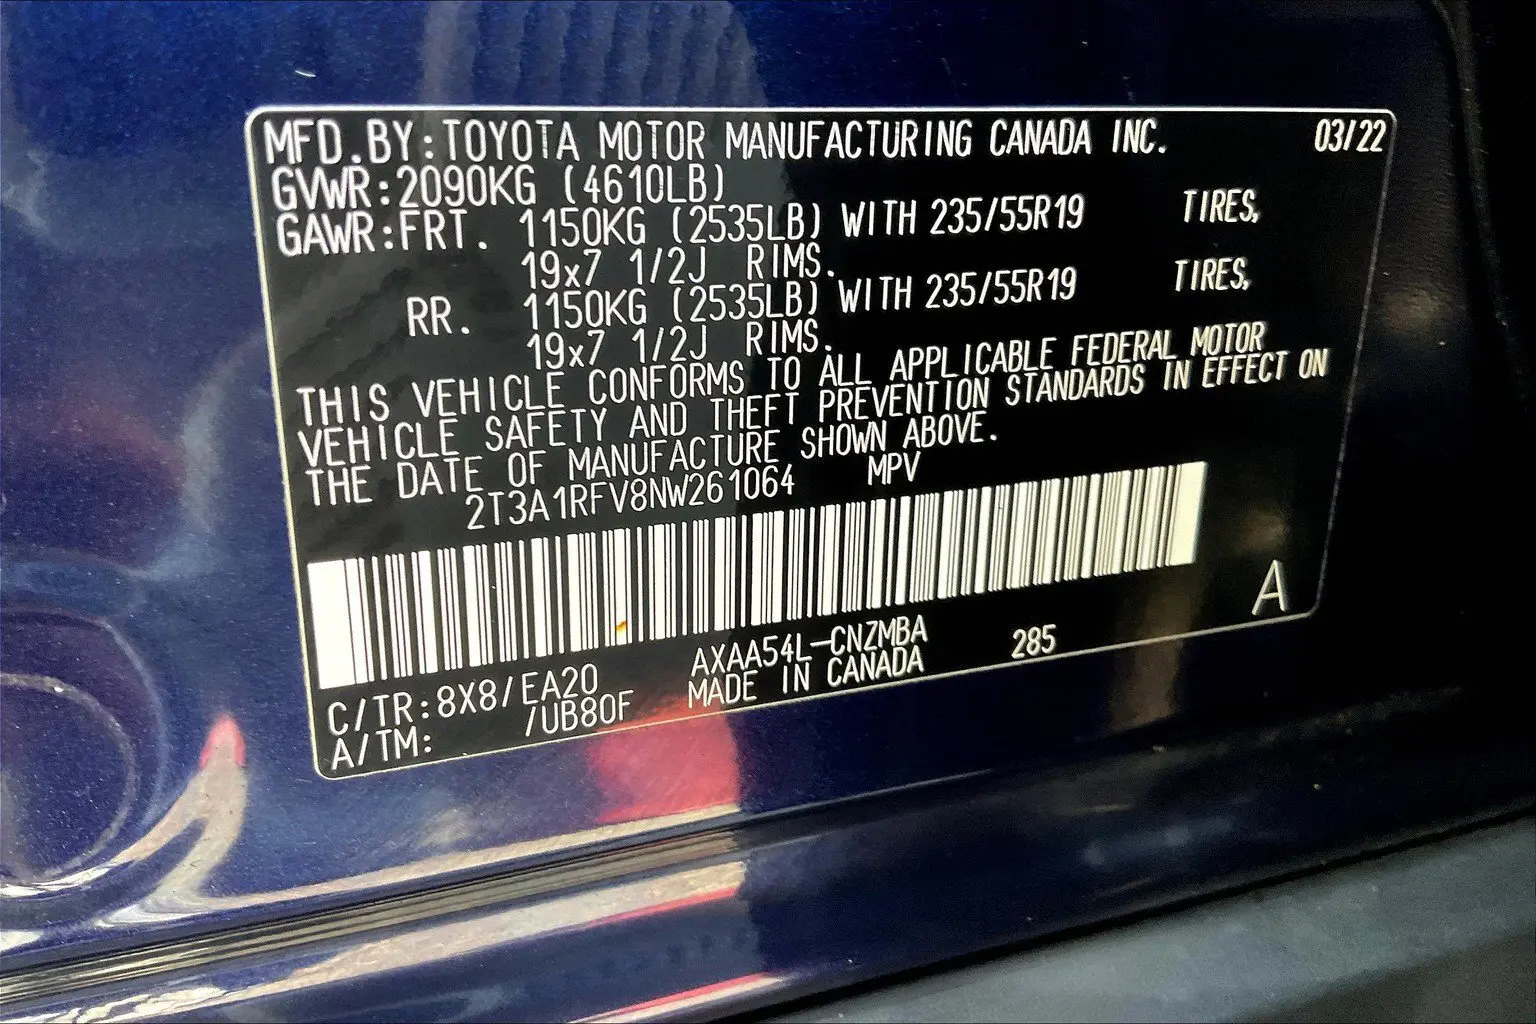 MFD.BY:TOYOTA MOTOR MANUFACTURING CANADA INC. 03/22
GVWR:2090KG (4610LB)
GAWR:FRT. 1150KG (2535LB) WITH 235/55R19 TIRES,
19x7 1/2J RIMS.
RR. 1150KG (2535LB) WITH 235/55R19 TIRES,
19x7 1/2J RIMS.
THIS VEHICLE CONFORMS TO ALL APPLICABLE FEDERAL MOTOR
VEHICLE SAFETY AND THEFT PREVENTION STANDARDS IN EFFECT ON
THE DATE OF MANUFACTURE SHOWN ABOVE.
2T3A1RFV8NW261064 MPV
A
C/TR:8X8/EA20 AXAA54L-CNZMBA 285
A/TM: /UB80F MADE IN CANADA